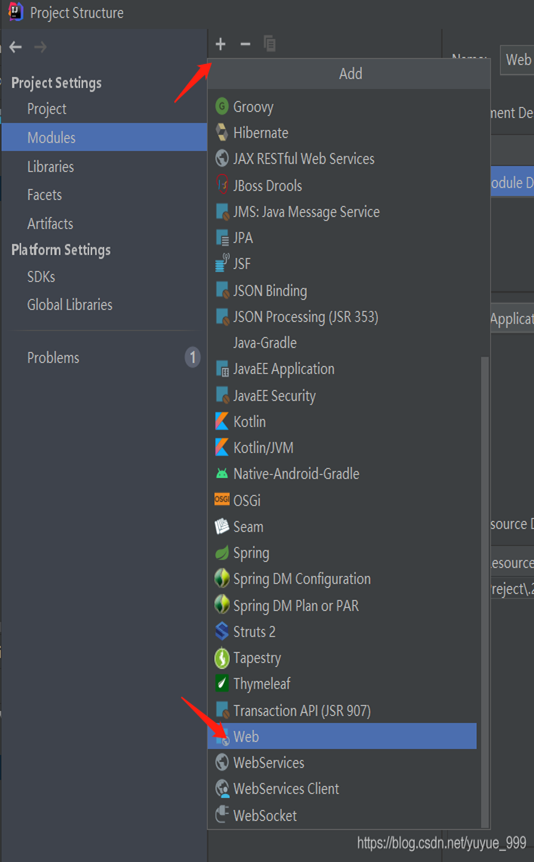 Project Structure
Project Settings
Project
Modules
Libraries
Facets
Artifacts
Platform Settings
SDKs
Global Libraries
Problems
1
Add
Groovy
Hibernate
JAX RESTful Web Services
JBoss Drools
JMS: Java Message Service
JPA
JSF
JSON Binding
JSON Processing (JSR 353)
Java-Gradle
JavaEE Application
JavaEE Security
Kotlin
Kotlin/JVM
Native-Android-Gradle
OSGi
Seam
Spring
Spring DM Configuration
Spring DM Plan or PAR
Struts 2
Tapestry
Thymeleaf
Transaction API (JSR 907)
Web
WebServices
WebServices Client
WebSocket
Web
ment De
odule D
Applicat
source D
esource
reject\.
https://blog.csdn.net/yuyue_999